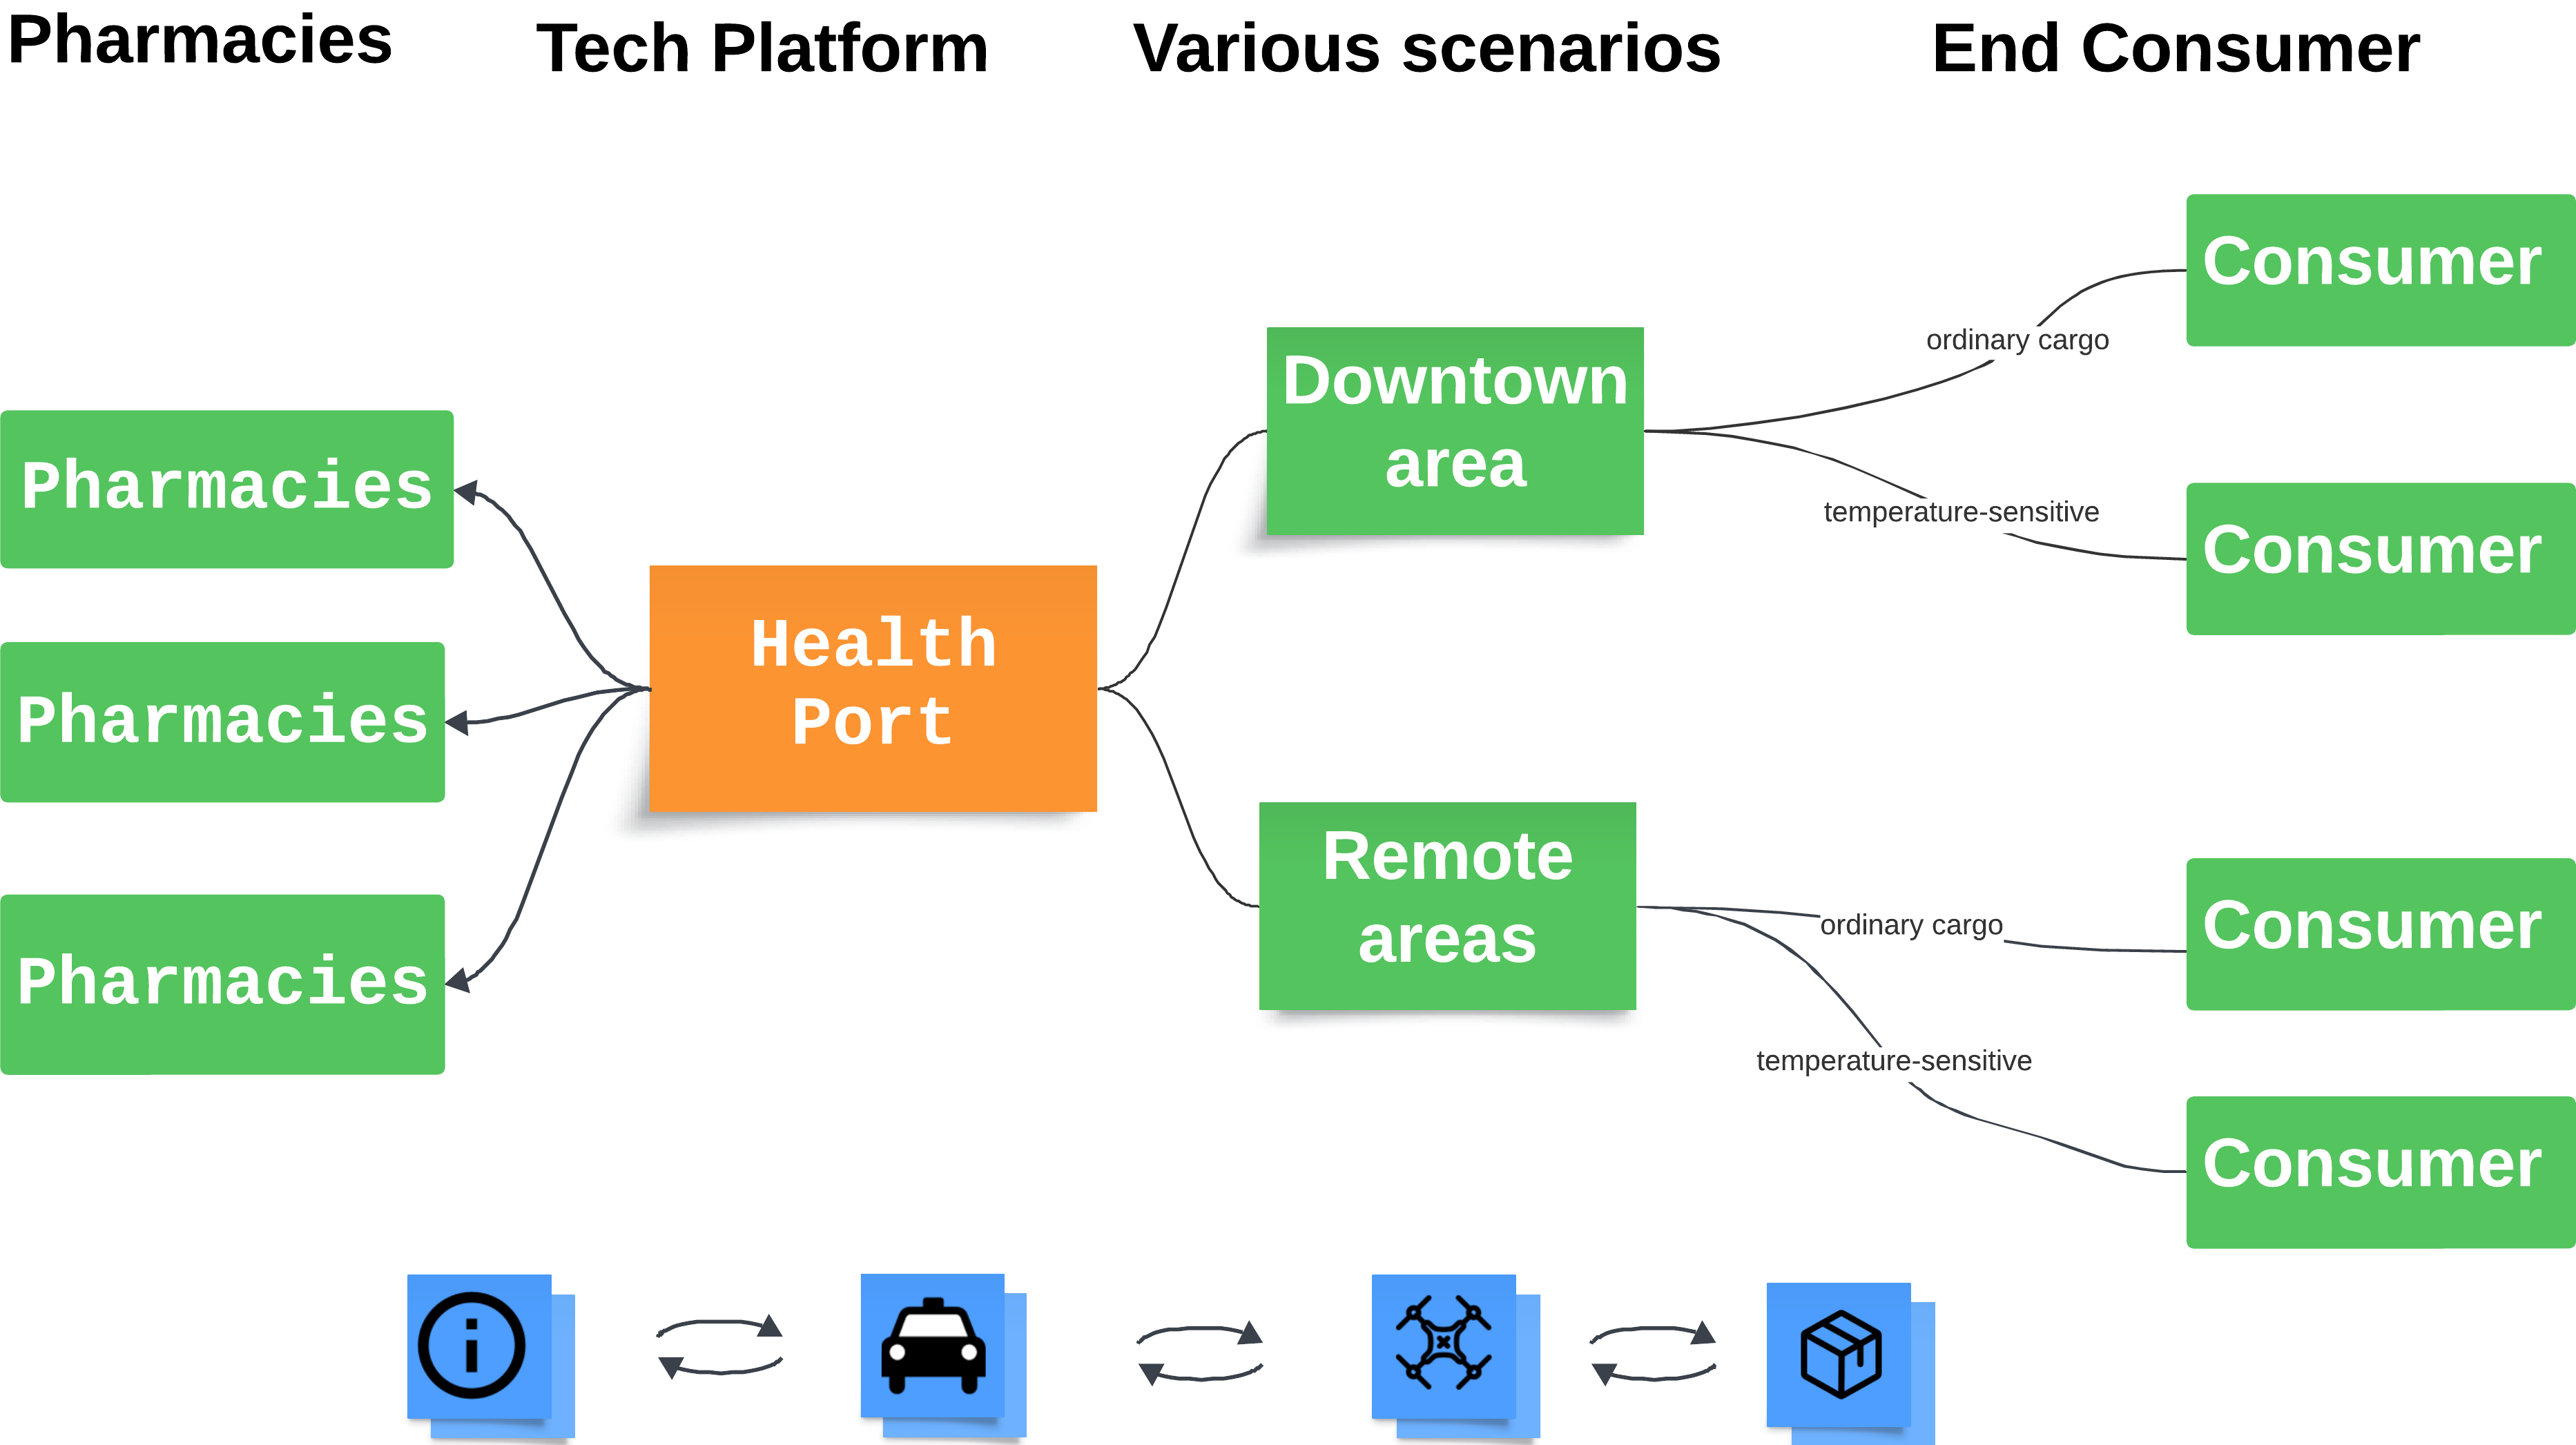 Pharmacies
Tech Platform
Various scenarios
End Consumer
Pharmacies
Pharmacies
Pharmacies
Health
Port
Downtown
area
Remote
areas
ordinary cargo
temperature-sensitive
ordinary cargo
temperature-sensitive
Consumer
Consumer
Consumer
Consumer